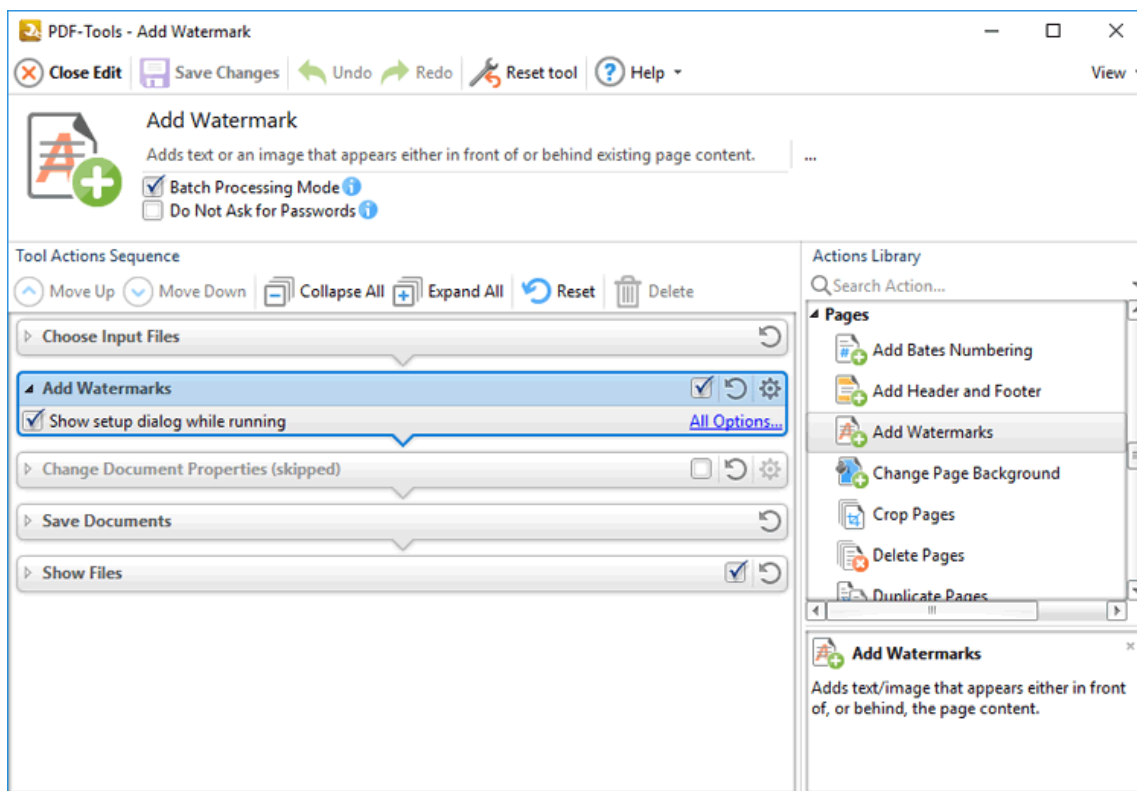 PDF-Tools - Add Watermark
Close Edit Save Changes Undo Redo Reset tool ? Help View
Add Watermark
Adds text or an image that appears either in front of or behind existing page content. ...
Batch Processing Mode i
Do Not Ask for Passwords i
Tool Actions Sequence
Move Up Move Down Collapse All Expand All Reset Delete
Choose Input Files
Add Watermarks
Show setup dialog while running All Options...
Change Document Properties (skipped)
Save Documents
Show Files
Actions Library
Search Action...
Pages
Add Bates Numbering
Add Header and Footer
Add Watermarks
Change Page Background
Crop Pages
Delete Pages
Duplicate Pages
Add Watermarks
Adds text/image that appears either in front
of, or behind, the page content.